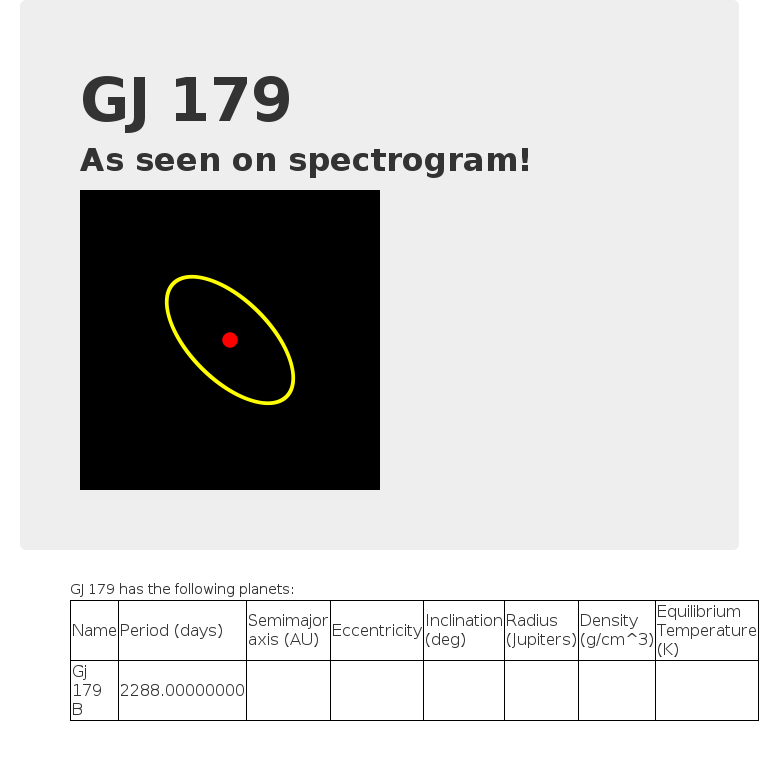 GJ 179
As seen on spectrogram!
GJ 179 has the following planets:
Name Period (days) Semimajor axis (AU) Eccentricity Inclination (deg) Radius (Jupiters) Density (g/cm^3) Equilibrium Temperature (K)
Gj 179 B 2288.00000000